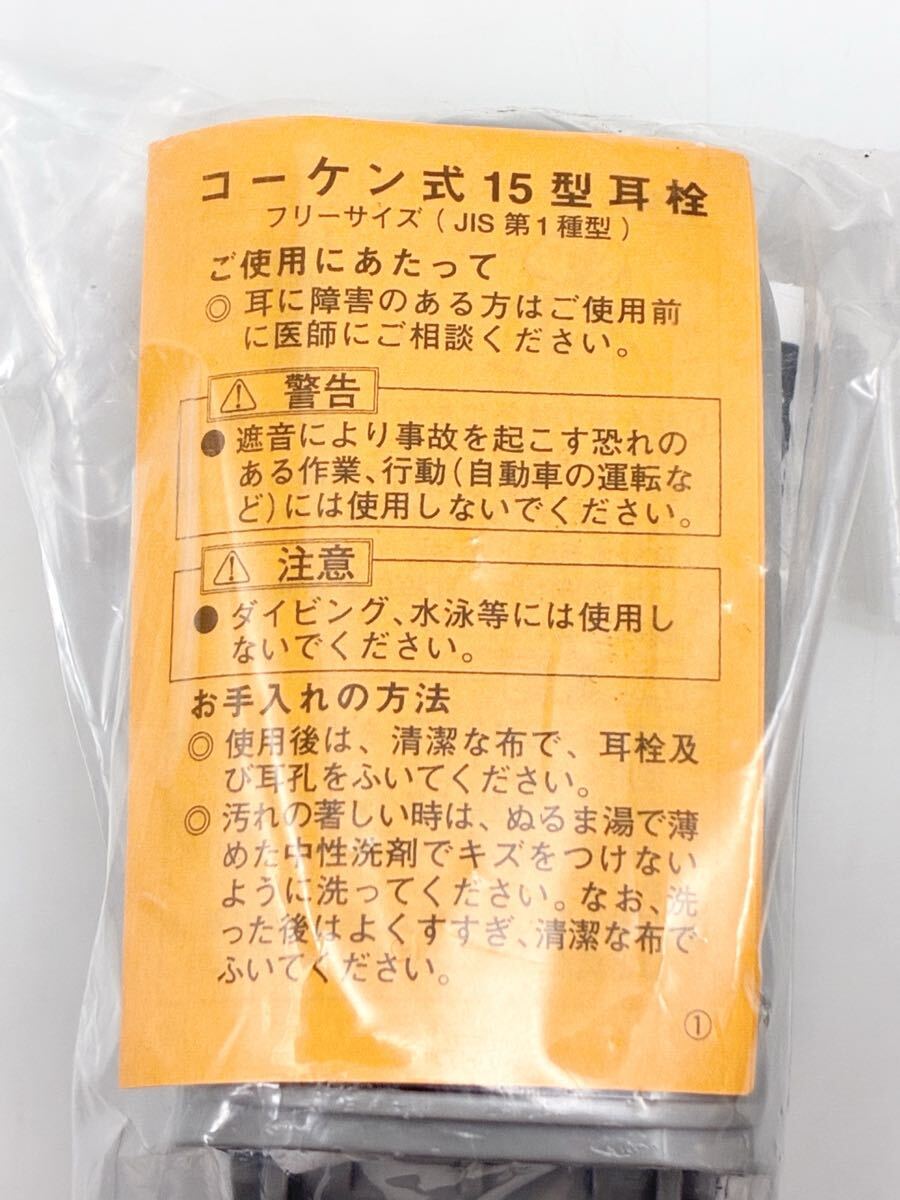 コーケン式15型耳栓
フリーサイズ(JIS第1種型)
ご使用にあたって
◎耳に障害のある方はご使用前
に医師にご相談ください。
⚠警告
●遮音により事故を起こす恐れの
ある作業、行動(自動車の運転な
ど)には使用しないでください。
⚠注意
●ダイビング、水泳等には使用し
ないでください。
お手入れの方法
◎使用後は、清潔な布で、耳栓及
び耳孔をふいてください。
◎汚れの著しい時は、ぬるま湯で薄
めた中性洗剤でキズをつけない
ように洗ってください。なお、洗
った後はよくすすぎ、清潔な布で
ふいてください。
①